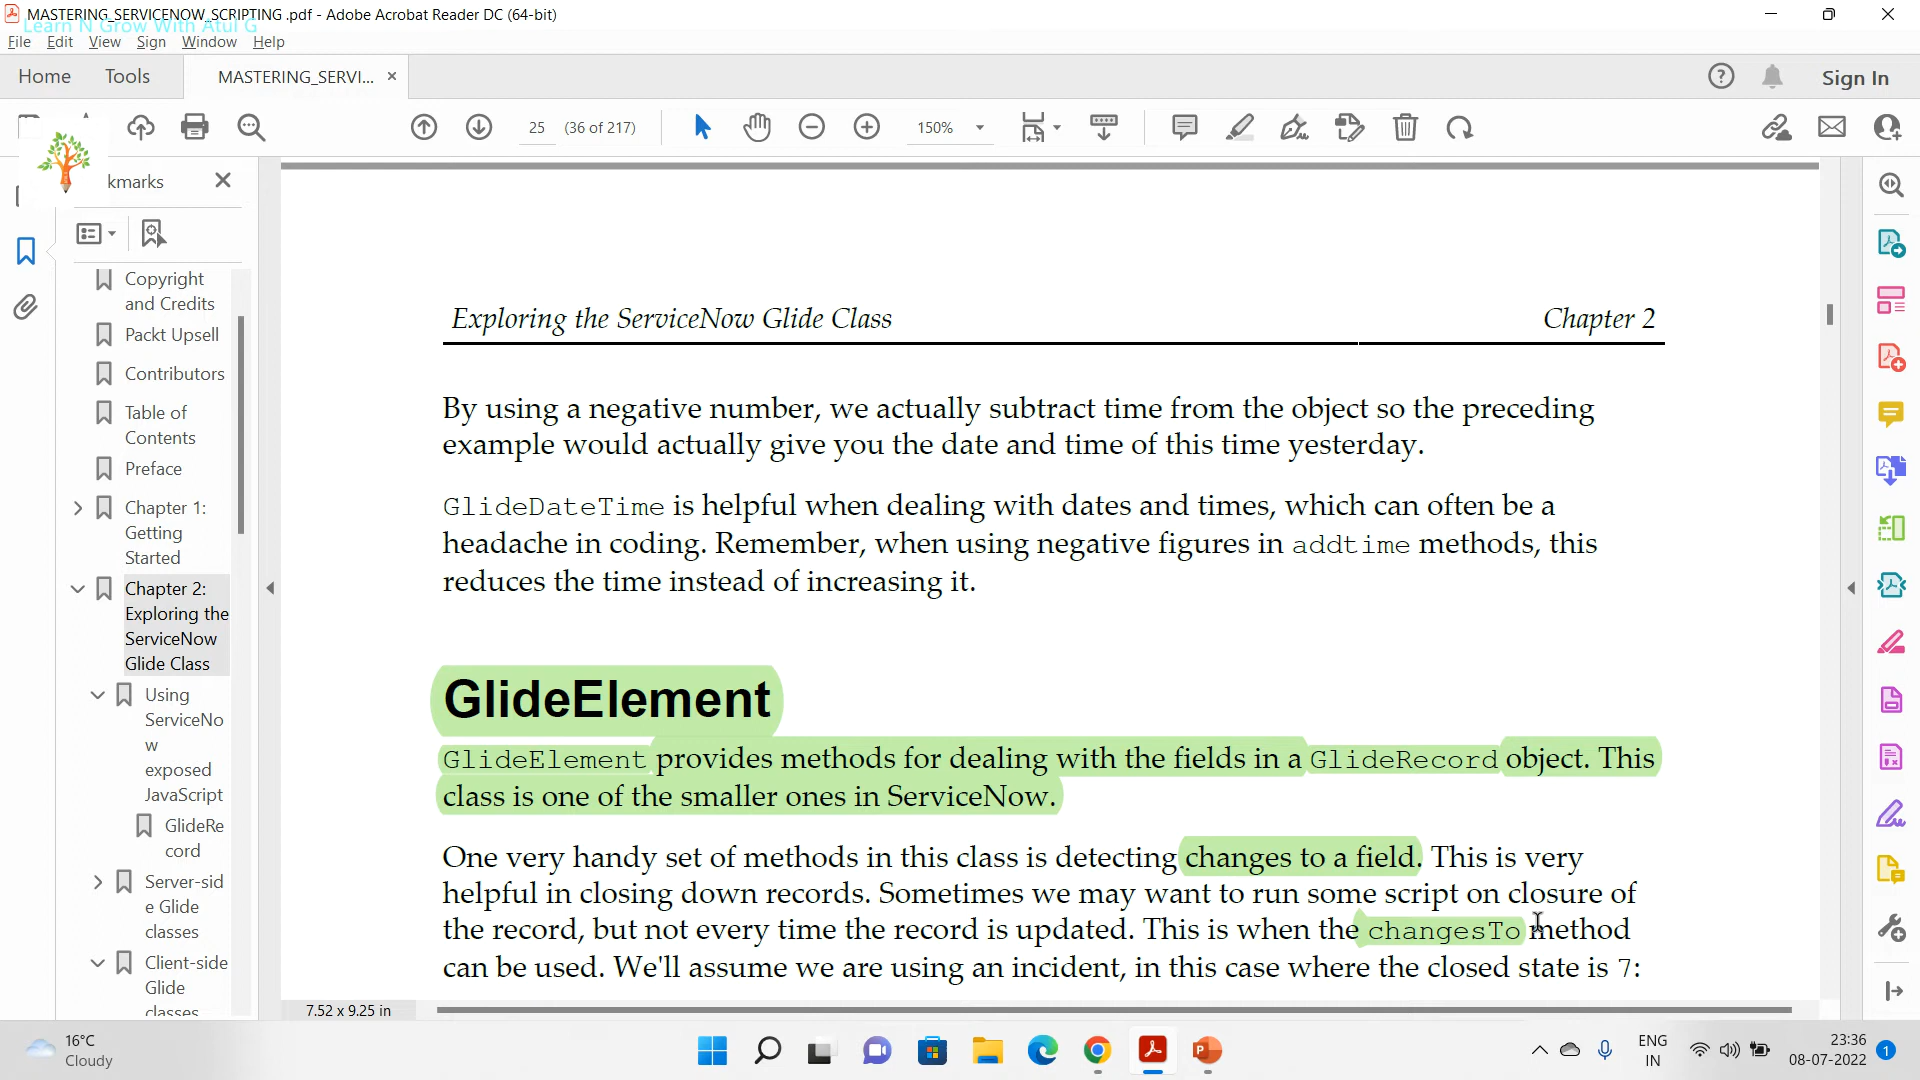 MASTERING_SERVICENOW_SCRIPTING .pdf - Adobe Acrobat Reader DC (64-bit)
Learn N Grow With Atul G
File Edit View Sign Window Help
Home Tools MASTERING_SERVI... Sign In
25 (36 of 217) 150%
kmarks
Copyright
and Credits
Packt Upsell
Contributors
Table of
Contents
Preface
Chapter 1:
Getting
Started
Chapter 2:
Exploring the
ServiceNow
Glide Class
Using
ServiceNo
w
exposed
JavaScript
GlideRe
cord
Server-sid
e Glide
classes
Client-side
Glide
classes
Exploring the ServiceNow Glide Class Chapter 2
By using a negative number, we actually subtract time from the object so the preceding
example would actually give you the date and time of this time yesterday.
GlideDateTime is helpful when dealing with dates and times, which can often be a
headache in coding. Remember, when using negative figures in addtime methods, this
reduces the time instead of increasing it.
GlideElement
GlideElement provides methods for dealing with the fields in a GlideRecord object. This
class is one of the smaller ones in ServiceNow.
One very handy set of methods in this class is detecting changes to a field. This is very
helpful in closing down records. Sometimes we may want to run some script on closure of
the record, but not every time the record is updated. This is when the changesTo method
can be used. We'll assume we are using an incident, in this case where the closed state is 7:
7.52 x 9.25 in
16°C
Cloudy
ENG
IN
23:36
08-07-2022
1